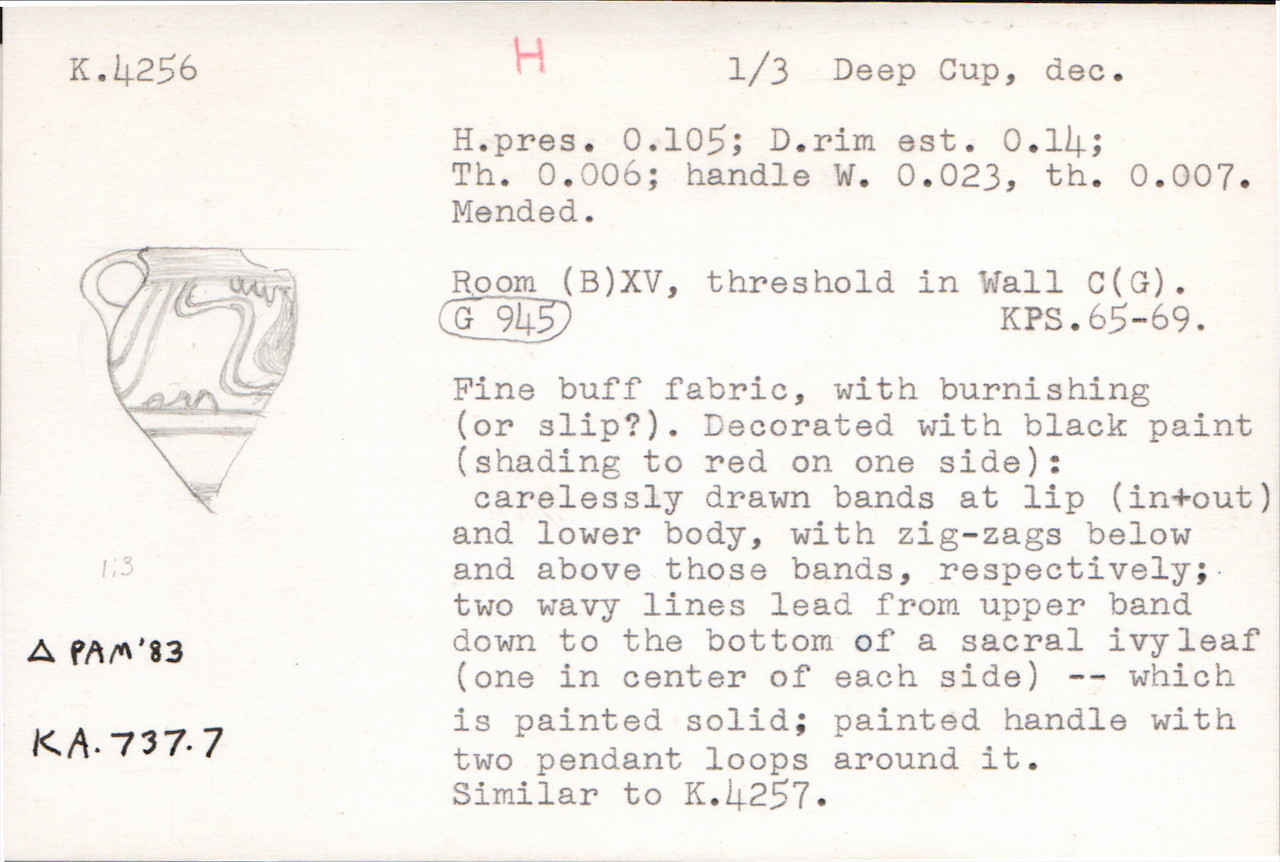 K.4256
H
1/3 Deep Cup, dec.
H.pres. 0.105; D.rim est. 0.14;
Th. 0.006; handle W. 0.023, th. 0.007.
Mended.
Room (B)XV, threshold in Wall C(G).
G 945 KPS.65-69.
Fine buff fabric, with burnishing
(or slip?). Decorated with black paint
(shading to red on one side):
carelessly drawn bands at lip (in+out)
and lower body, with zig-zags below
and above those bands, respectively;
two wavy lines lead from upper band
down to the bottom of a sacral ivy leaf
(one in center of each side) -- which
is painted solid; painted handle with
two pendant loops around it.
Similar to K.4257.
1:3
Δ PAM'83
KA.737.7